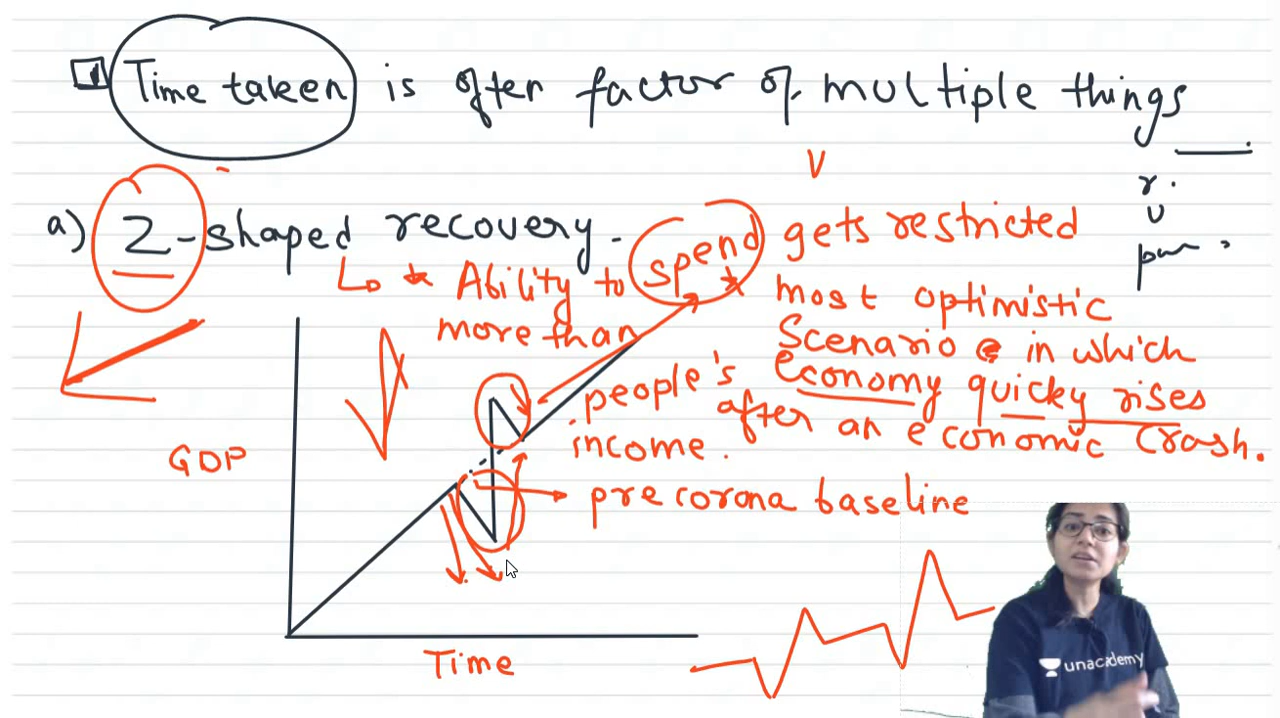 Time taken is often factor of multiple things
a) Z-shaped recovery.
* Ability to spend gets restricted
more than
people's
income.
* most optimistic
Scenario in which
economy quicky rises
after an economic crash.
GDP
pre corona baseline
Time
unacademy